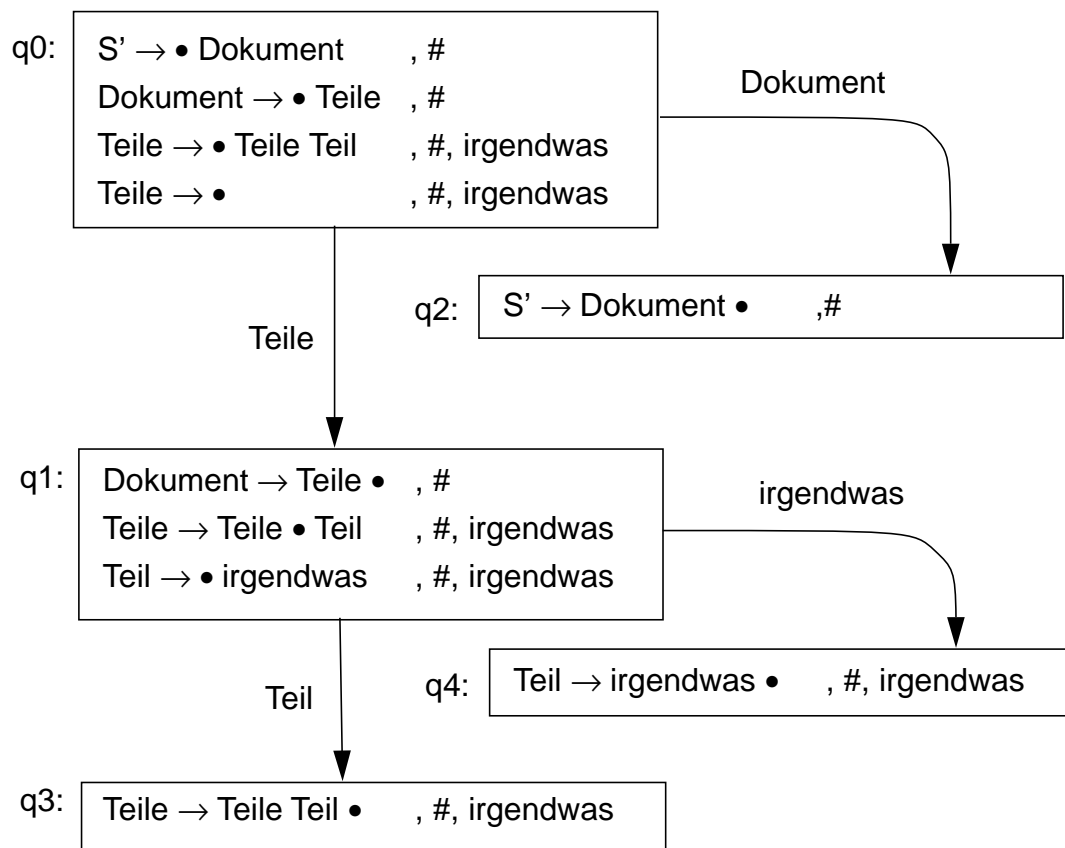 q0:
S’ → • Dokument , #
Dokument → • Teile , #
Teile → • Teile Teil , #, irgendwas
Teile → • , #, irgendwas
Dokument
q2:
S’ → Dokument • ,#
Teile
q1:
Dokument → Teile • , #
Teile → Teile • Teil , #, irgendwas
Teil → • irgendwas , #, irgendwas
irgendwas
q4:
Teil → irgendwas • , #, irgendwas
Teil
q3:
Teile → Teile Teil • , #, irgendwas